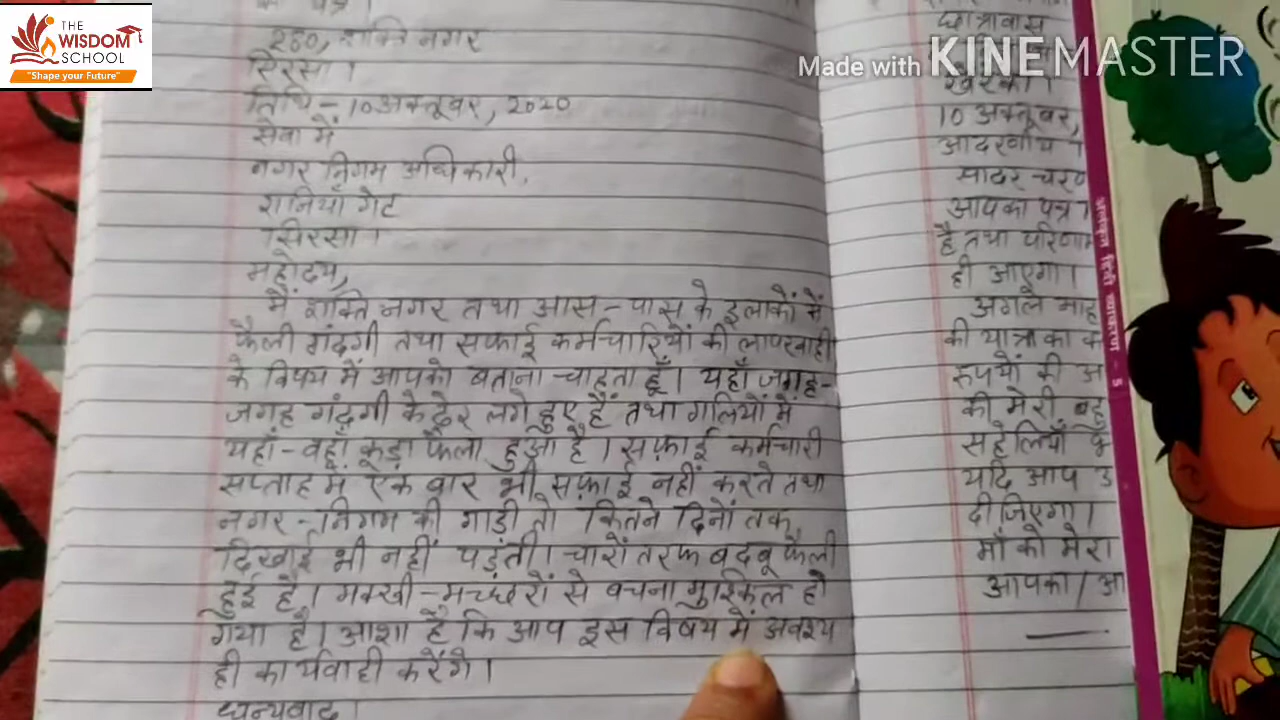 THE
WISDOM
SCHOOL
"Shape your Future"
Made with KINEMASTER
के पत्र।
280, शक्ति नगर
सिरसा।
तिथि - 10 अक्तूबर, 2020
सेवा में
नगर निगम अधिकारी,
रानियाँ गेट
सिरसा।
महोदय,
मैं शक्ति नगर तथा आस-पास के इलाकों में
फैली गंदगी तथा सफाई कर्मचारियों की लापरवाही
के विषय में आपको बताना चाहता हूँ। यहाँ जगह-
जगह गंदगी के ढेर लगे हुए हैं तथा गलियों में
यहाँ-वहाँ कूड़ा फैला हुआ है। सफ़ाई कर्मचारी
सप्ताह में एक बार भी सफ़ाई नहीं करते तथा
नगर-निगम की गाड़ी तो कितने दिनों तक
दिखाई भी नहीं पड़ती। चारों तरफ बदबू फैली
हुई है। मक्खी-मच्छरों से बचना मुश्किल हो
गया है। आशा है कि आप इस विषय में अवश्य
ही कार्यवाही करेंगे।
धन्यवाद।
छात्रावास
10 अक्तूबर,
आदरणीय
सादर चरण
आपका पत्र
है तथा परिणाम
ही आएगा।
अगले माह
की यात्रा का
रुपयों की
की मेरी
सहेलियाँ
यदि आप
दीजिएगा।
माँ को मेरा
आपका/आ
हिन्दी व्याकरण - 5